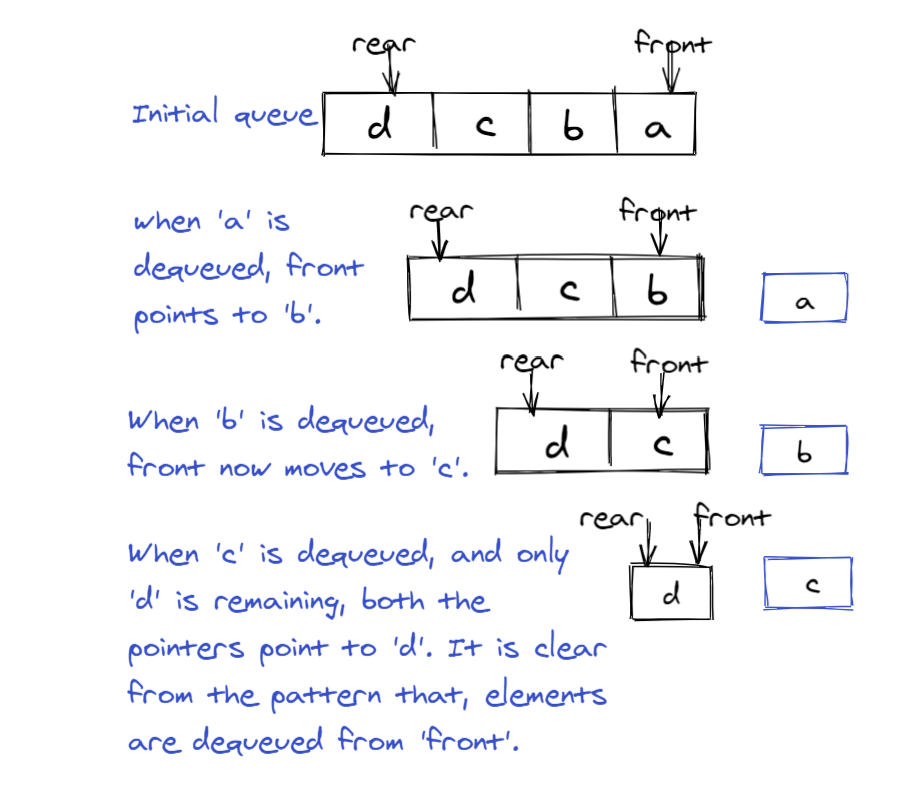 rear front
Initial queue d c b a
rear front
when 'a' is
dequeued, front
points to 'b'.
d c b a
rear front
When 'b' is dequeued,
front now moves to 'c'.
d c b
rear front
When 'c' is dequeued, and only
'd' is remaining, both the
pointers point to 'd'. It is clear
from the pattern that, elements
are dequeued from 'front'.
d c